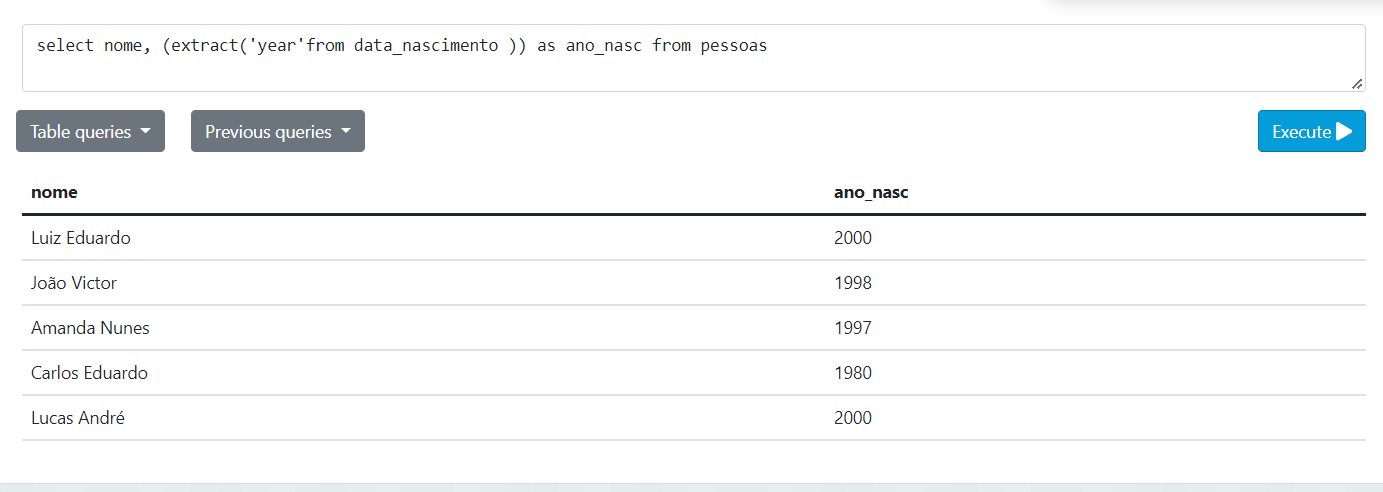 select nome, (extract('year'from data_nascimento )) as ano_nasc from pessoas
Table queries Previous queries Execute
nome ano_nasc
Luiz Eduardo 2000
João Victor 1998
Amanda Nunes 1997
Carlos Eduardo 1980
Lucas André 2000